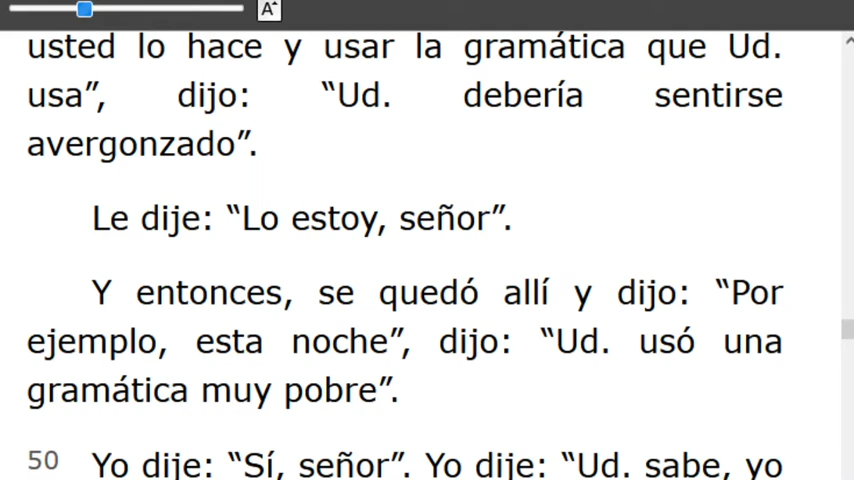 A
usted lo hace y usar la gramática que Ud.
usa”, dijo: “Ud. debería sentirse
avergonzado”.
Le dije: “Lo estoy, señor”.
Y entonces, se quedó allí y dijo: “Por
ejemplo, esta noche”, dijo: “Ud. usó una
gramática muy pobre”.
50 Yo dije: “Sí, señor”. Yo dije: “Ud. sabe, yo